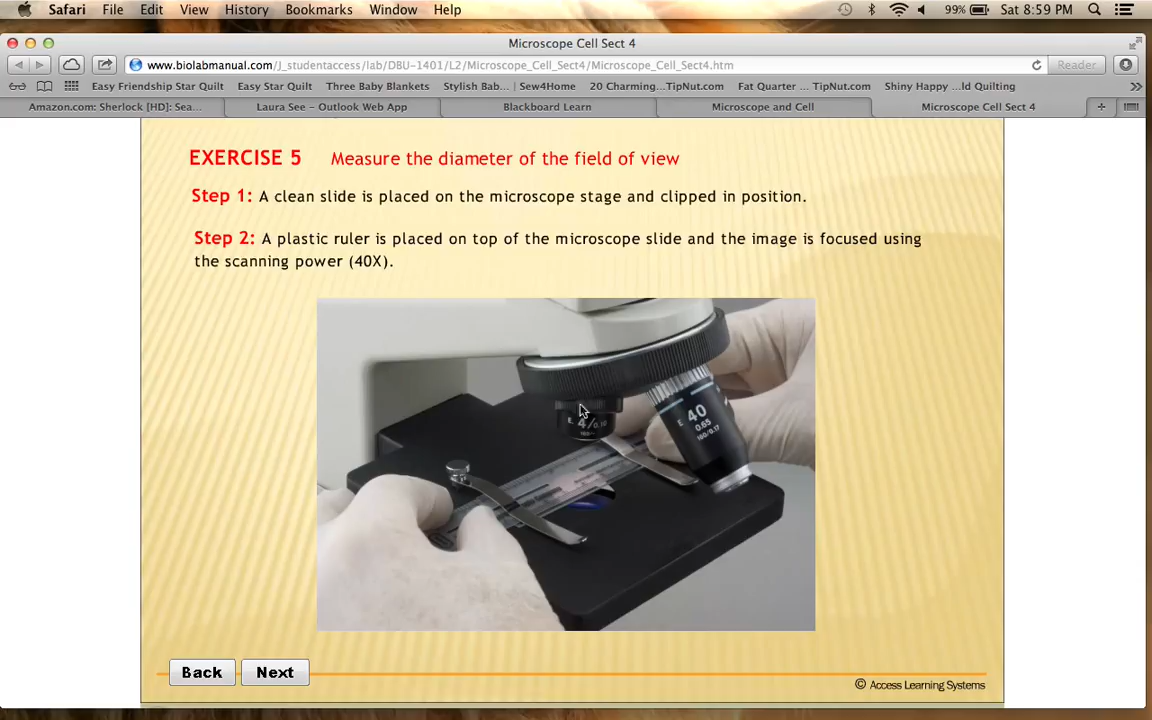 Safari File Edit View History Bookmarks Window Help 99% Sat 8:59 PM
Microscope Cell Sect 4
www.biolabmanual.com/J_studentaccess/lab/DBU-1401/L2/Microscope_Cell_Sect4/Microscope_Cell_Sect4.htm Reader
Easy Friendship Star Quilt Easy Star Quilt Three Baby Blankets Stylish Bab... | Sew4Home 20 Charming...TipNut.com Fat Quarter ... TipNut.com Shiny Happy ...ld Quilting
Amazon.com: Sherlock [HD]: Sea... Laura See – Outlook Web App Blackboard Learn Microscope and Cell Microscope Cell Sect 4
EXERCISE 5 Measure the diameter of the field of view
Step 1: A clean slide is placed on the microscope stage and clipped in position.
Step 2: A plastic ruler is placed on top of the microscope slide and the image is focused using
the scanning power (40X).
E 4/0.10
E 40
0.65
160/0.17
Back Next
© Access Learning Systems